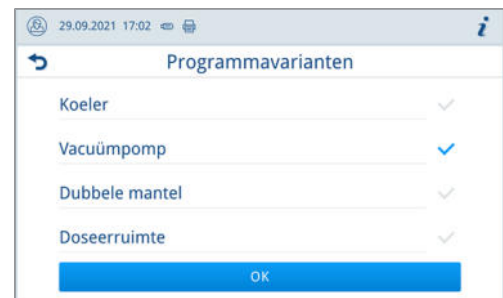 29.09.2021 17:02
i
Programmavarianten
Koeler
Vacuümpomp
Dubbele mantel
Doseerruimte
OK